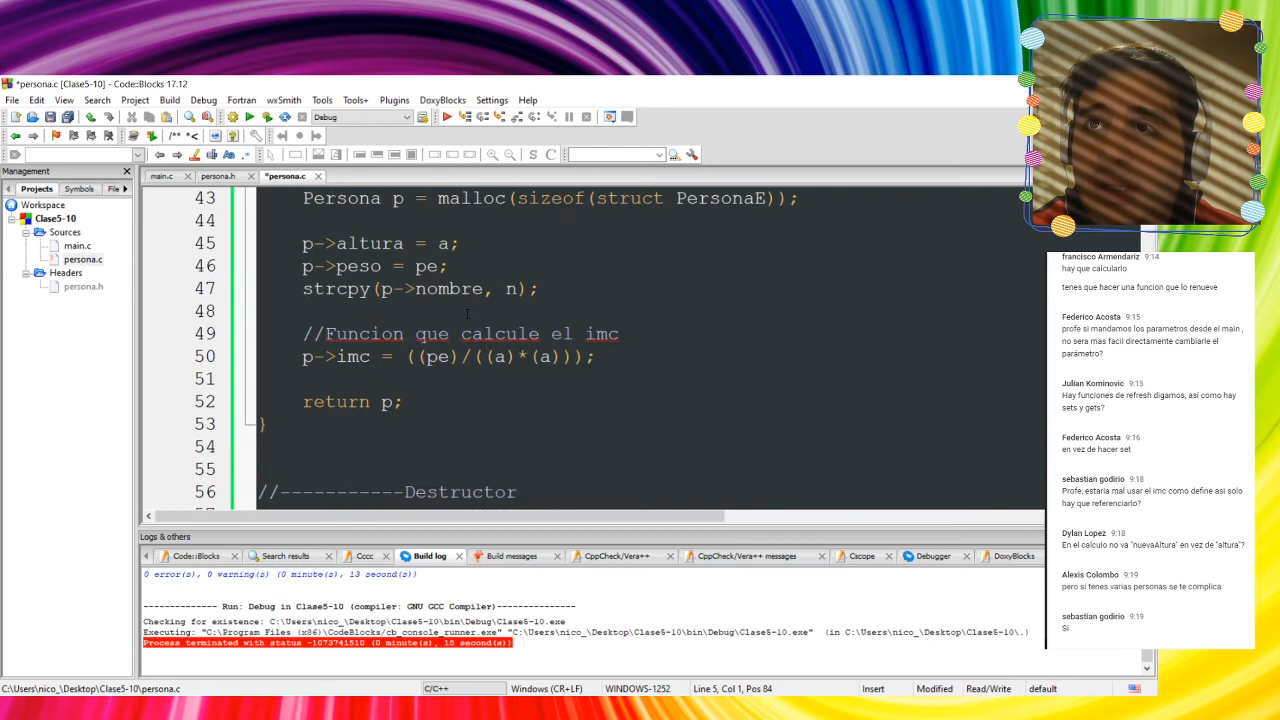 *persona.c [Clase5-10] - Code::Blocks 17.12
File Edit View Search Project Build Debug Fortran wxSmith Tools Tools+ Plugins DoxyBlocks Settings Help
Debug
/** *<
S C
Management
Projects Symbols File
Workspace
Clase5-10
Sources
main.c
persona.c
Headers
persona.h
main.c persona.h *persona.c
43 Persona p = malloc(sizeof(struct PersonaE));
44
45 p->altura = a;
46 p->peso = pe;
47 strcpy(p->nombre, n);
48
49 //Funcion que calcule el imc
50 p->imc = ((pe)/((a)*(a)));
51
52 return p;
53 }
54
55
56 //-----------Destructor
Logs & others
Code::Blocks Search results Cccc Build log Build messages CppCheck/Vera++ CppCheck/Vera++ messages Cscope Debugger DoxyBlocks
0 error(s), 0 warning(s) (0 minute(s), 13 second(s))
-------------- Run: Debug in Clase5-10 (compiler: GNU GCC Compiler)---------------
Checking for existence: C:\Users\nico_\Desktop\Clase5-10\bin\Debug\Clase5-10.exe
Executing: "C:\Program Files (x86)\CodeBlocks/cb_console_runner.exe" "C:\Users\nico_\Desktop\Clase5-10\bin\Debug\Clase5-10.exe" (in C:\Users\nico_\Desktop\Clase5-10\.)
Process terminated with status -1073741510 (0 minute(s), 15 second(s))
C:\Users\nico_\Desktop\Clase5-10\persona.c C/C++ Windows (CR+LF) WINDOWS-1252 Line 5, Col 1, Pos 84 Insert Modified Read/Write default
francisco Armendariz 9:14
hay que calcularlo
tenes que hacer una funcion que lo renueve
Federico Acosta 9:15
profe si mandamos los parametros desde el main ,
no sera mas facil directamente cambiarle el
parámetro?
Julian Kominovic 9:15
Hay funciones de refresh digamos, así como hay
sets y gets?
Federico Acosta 9:16
en vez de hacer set
sebastian godirio 9:18
Profe, estaria mal usar el imc como define asi solo
hay que referenciarlo?
Dylan Lopez 9:18
En el calculo no va "nuevaAltura" en vez de "altura"?
Alexis Colombo 9:19
pero si tenes varias personas se te complica
sebastian godirio 9:19
Si